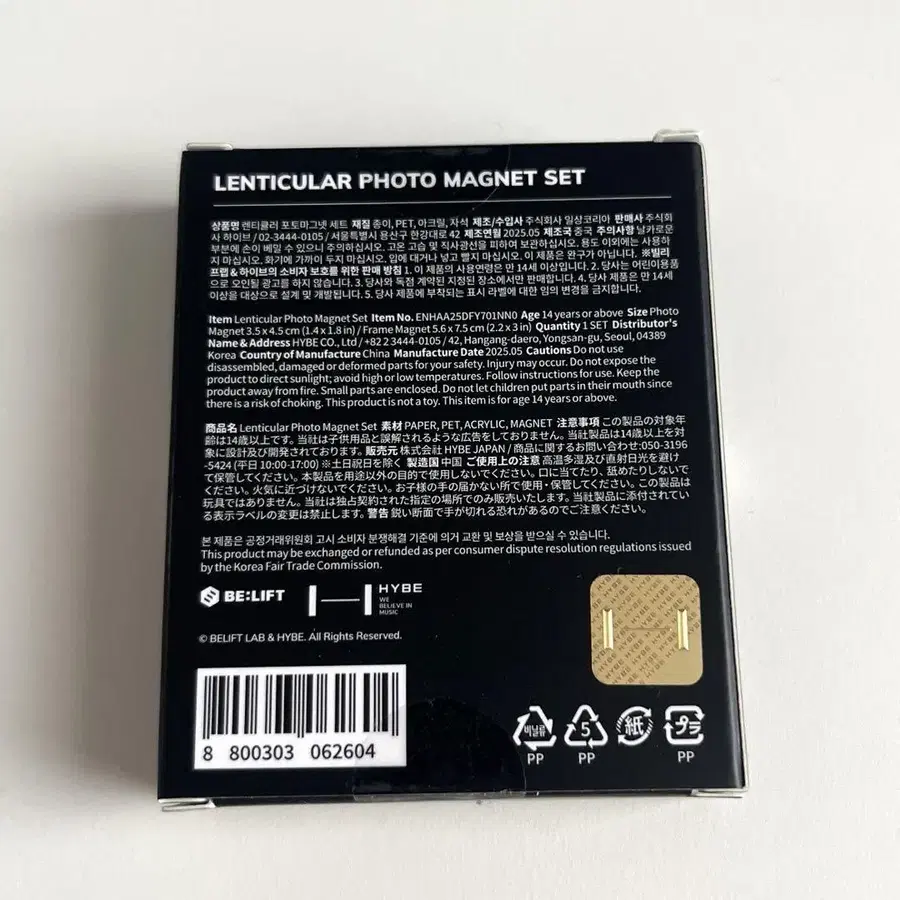 LENTICULAR PHOTO MAGNET SET
상품명 렌티큘러 포토마그넷 세트 재질 종이, PET, 아크릴, 자석 제조/수입사 주식회사 일상코리아 판매사 주식회
사 하이브 / 02-3444-0105 / 서울특별시 용산구 한강대로 42 제조연월 2025.05 제조국 중국 주의사항 날카로운
부분에 손이 베일 수 있으니 주의하십시오. 고온 고습 및 직사광선을 피하여 보관하십시오. 용도 이외에는 사용하
지 마십시오. 화기에 가까이 두지 마십시오. 입에 대거나 넣고 빨지 마십시오. 이 제품은 완구가 아닙니다. ※빌리
프랩 & 하이브의 소비자 보호를 위한 판매 방침 1. 이 제품의 사용연령은 만 14세 이상입니다. 2. 당사는 어린이용품
으로 오인될 광고를 하지 않습니다. 3. 당사와 독점 계약된 지정된 장소에서만 판매합니다. 4. 당사 제품은 만 14세
이상을 대상으로 설계 및 개발됩니다. 5. 당사 제품에 부착되는 표시 라벨에 대한 임의 변경을 금지합니다.
Item Lenticular Photo Magnet Set Item No. ENHAA25DFY701NN0 Age 14 years or above Size Photo
Magnet 3.5 x 4.5 cm (1.4 x 1.8 in) / Frame Magnet 5.6 x 7.5 cm (2.2 x 3 in) Quantity 1 SET Distributor's
Name & Address HYBE CO., Ltd / +82 2 3444-0105 / 42, Hangang-daero, Yongsan-gu, Seoul, 04389
Korea Country of Manufacture China Manufacture Date 2025.05 Cautions Do not use
disassembled, damaged or deformed parts for your safety. Injury may occur. Do not expose the
product to direct sunlight; avoid high or low temperatures. Follow instructions for use. Keep the
product away from fire. Small parts are enclosed. Do not let children put parts in their mouth since
there is a risk of choking. This product is not a toy. This item is for age 14 years or above.
商品名 Lenticular Photo Magnet Set 素材 PAPER, PET, ACRYLIC, MAGNET 注意事項 この製品の対象年
齢は14歳以上です。当社は子供用品と誤解されるような広告をしておりません。当社製品は14歳以上を対
象に設計及び開発されております。販売元 株式会社 HYBE JAPAN / 商品に関するお問い合わせ:050-3196
-5424 (平日 10:00-17:00) ※土日祝日を除く 製造国 中国 ご使用上の注意 高温多湿及び直射日光を避け
て保管してください。本製品を用途以外の目的で使用しないでください。口に当てたり、舐めたりしないで
ください。火気に近づけないでください。お子様の手の届かない所で使用・保管してください。この製品は
玩具ではありません。当社は独占契約された指定の場所でのみ販売いたします。当社製品に添付されてい
る表示ラベルの変更は禁止します。警告 鋭い断面で手が切れる恐れがあるのでご注意ください。
본 제품은 공정거래위원회 고시 소비자 분쟁해결 기준에 의거 교환 및 보상을 받으실 수 있습니다.
This product may be exchanged or refunded as per consumer dispute resolution regulations issued
by the Korea Fair Trade Commission.
BE:LIFT HYBE
WE
BELIEVE IN
MUSIC
© BELIFT LAB & HYBE. All Rights Reserved.
HYBE HYBE HYBE
8 800303 062604
비닐류 5 紙 プラ
PP PP PP